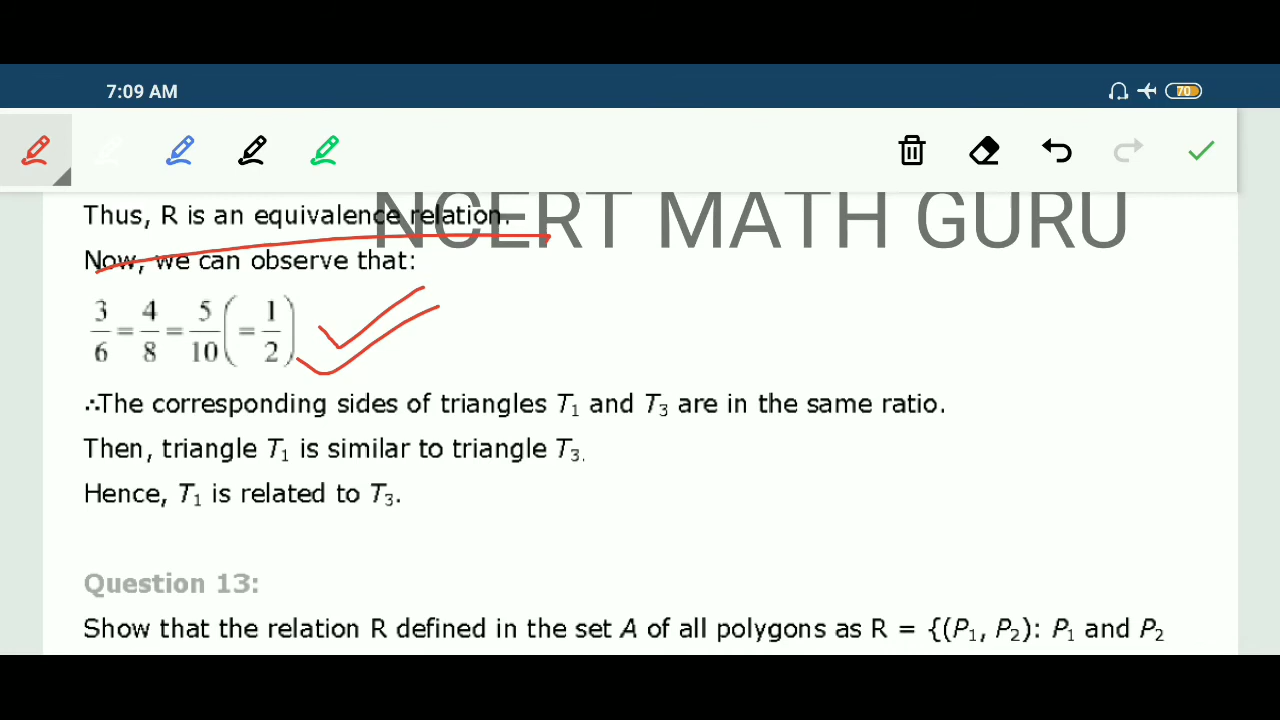 7:09 AM
70
NCERT MATH GURU
Thus, R is an equivalence relation.
Now, we can observe that:
3/6 = 4/8 = 5/10 (= 1/2)
∴The corresponding sides of triangles T₁ and T₃ are in the same ratio.
Then, triangle T₁ is similar to triangle T₃.
Hence, T₁ is related to T₃.
Question 13:
Show that the relation R defined in the set A of all polygons as R = {(P₁, P₂): P₁ and P₂